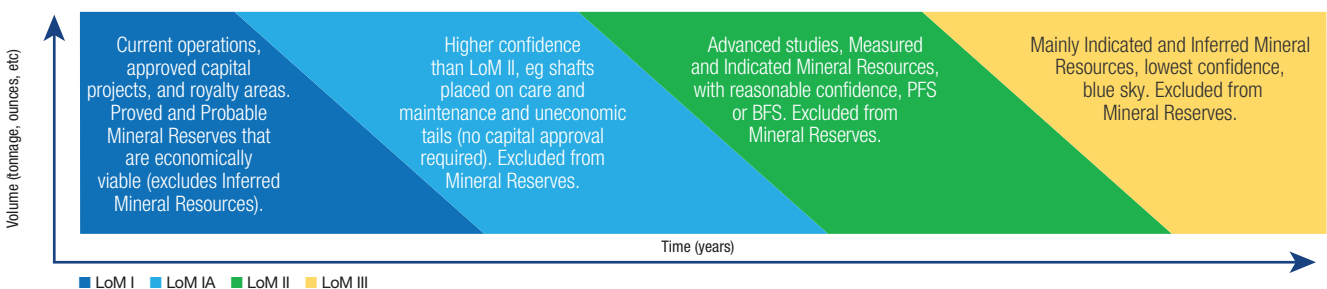 Volume (tonnage, ounces, etc)
Current operations,
approved capital
projects, and royalty areas.
Proved and Probable
Mineral Reserves that
are economically
viable (excludes Inferred
Mineral Resources).
Higher confidence
than LoM II, eg shafts
placed on care and
maintenance and uneconomic
tails (no capital approval
required). Excluded from
Mineral Reserves.
Advanced studies, Measured
and Indicated Mineral Resources,
with reasonable confidence, PFS
or BFS. Excluded from
Mineral Reserves.
Mainly Indicated and Inferred Mineral
Resources, lowest confidence,
blue sky. Excluded from
Mineral Reserves.
Time (years)
LoM I LoM IA LoM II LoM III